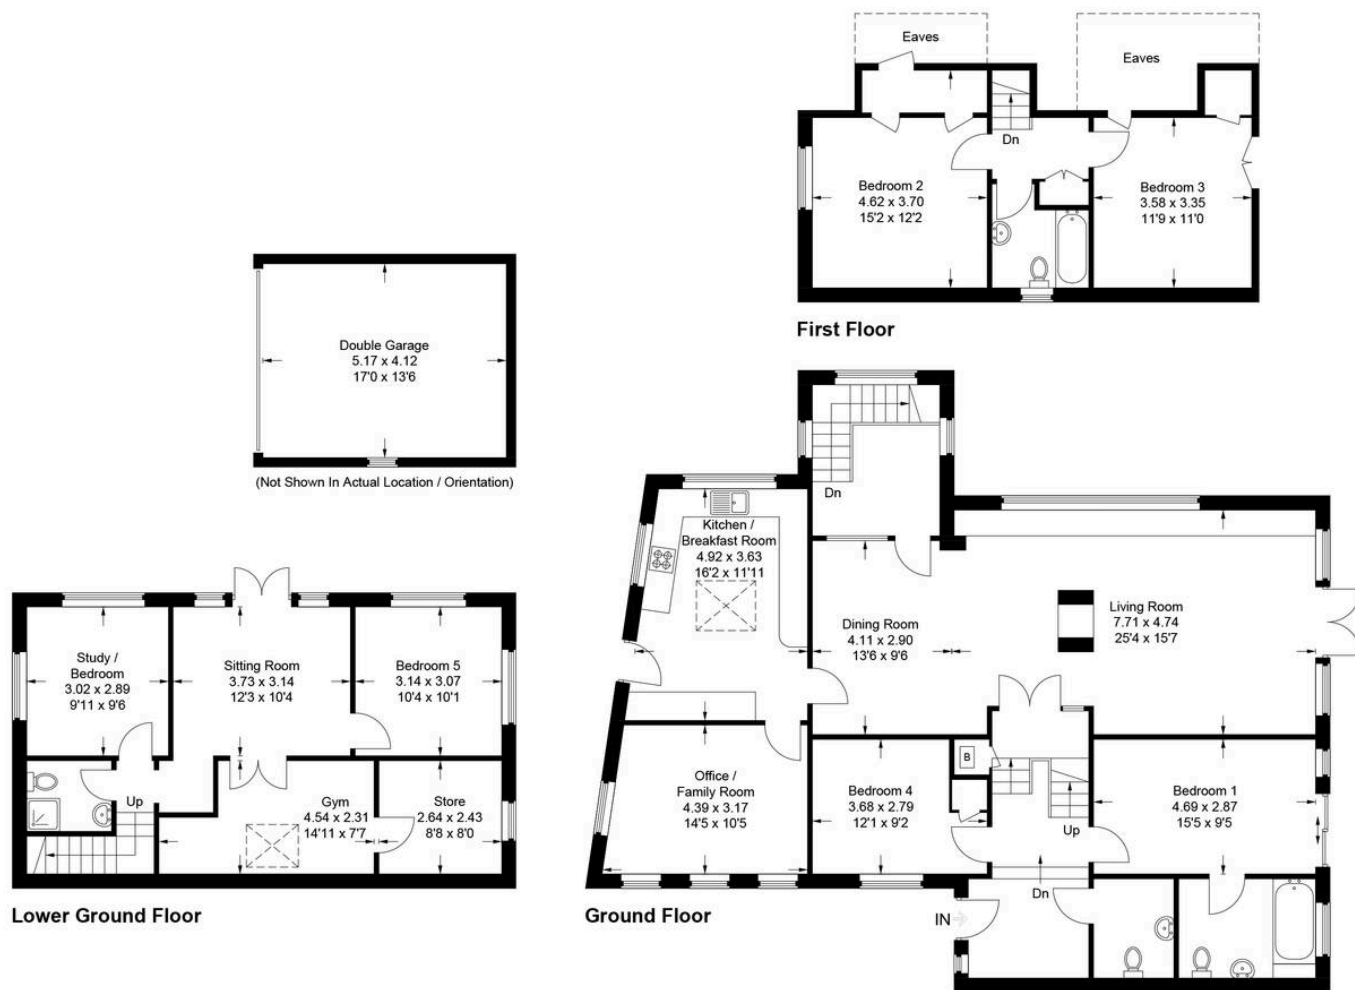 Eaves
Eaves
Dn
Bedroom 2
4.62 x 3.70
15'2 x 12'2
Bedroom 3
3.58 x 3.35
11'9 x 11'0
First Floor
Double Garage
5.17 x 4.12
17'0 x 13'6
(Not Shown In Actual Location / Orientation)
Dn
Kitchen /
Breakfast Room
4.92 x 3.63
16'2 x 11'11
Dining Room
4.11 x 2.90
13'6 x 9'6
Living Room
7.71 x 4.74
25'4 x 15'7
Office /
Family Room
4.39 x 3.17
14'5 x 10'5
Bedroom 4
3.68 x 2.79
12'1 x 9'2
B
Up
Bedroom 1
4.69 x 2.87
15'5 x 9'5
Dn
IN
Ground Floor
Study /
Bedroom
3.02 x 2.89
9'11 x 9'6
Sitting Room
3.73 x 3.14
12'3 x 10'4
Bedroom 5
3.14 x 3.07
10'4 x 10'1
Up
Gym
4.54 x 2.31
14'11 x 7'7
Store
2.64 x 2.43
8'8 x 8'0
Lower Ground Floor